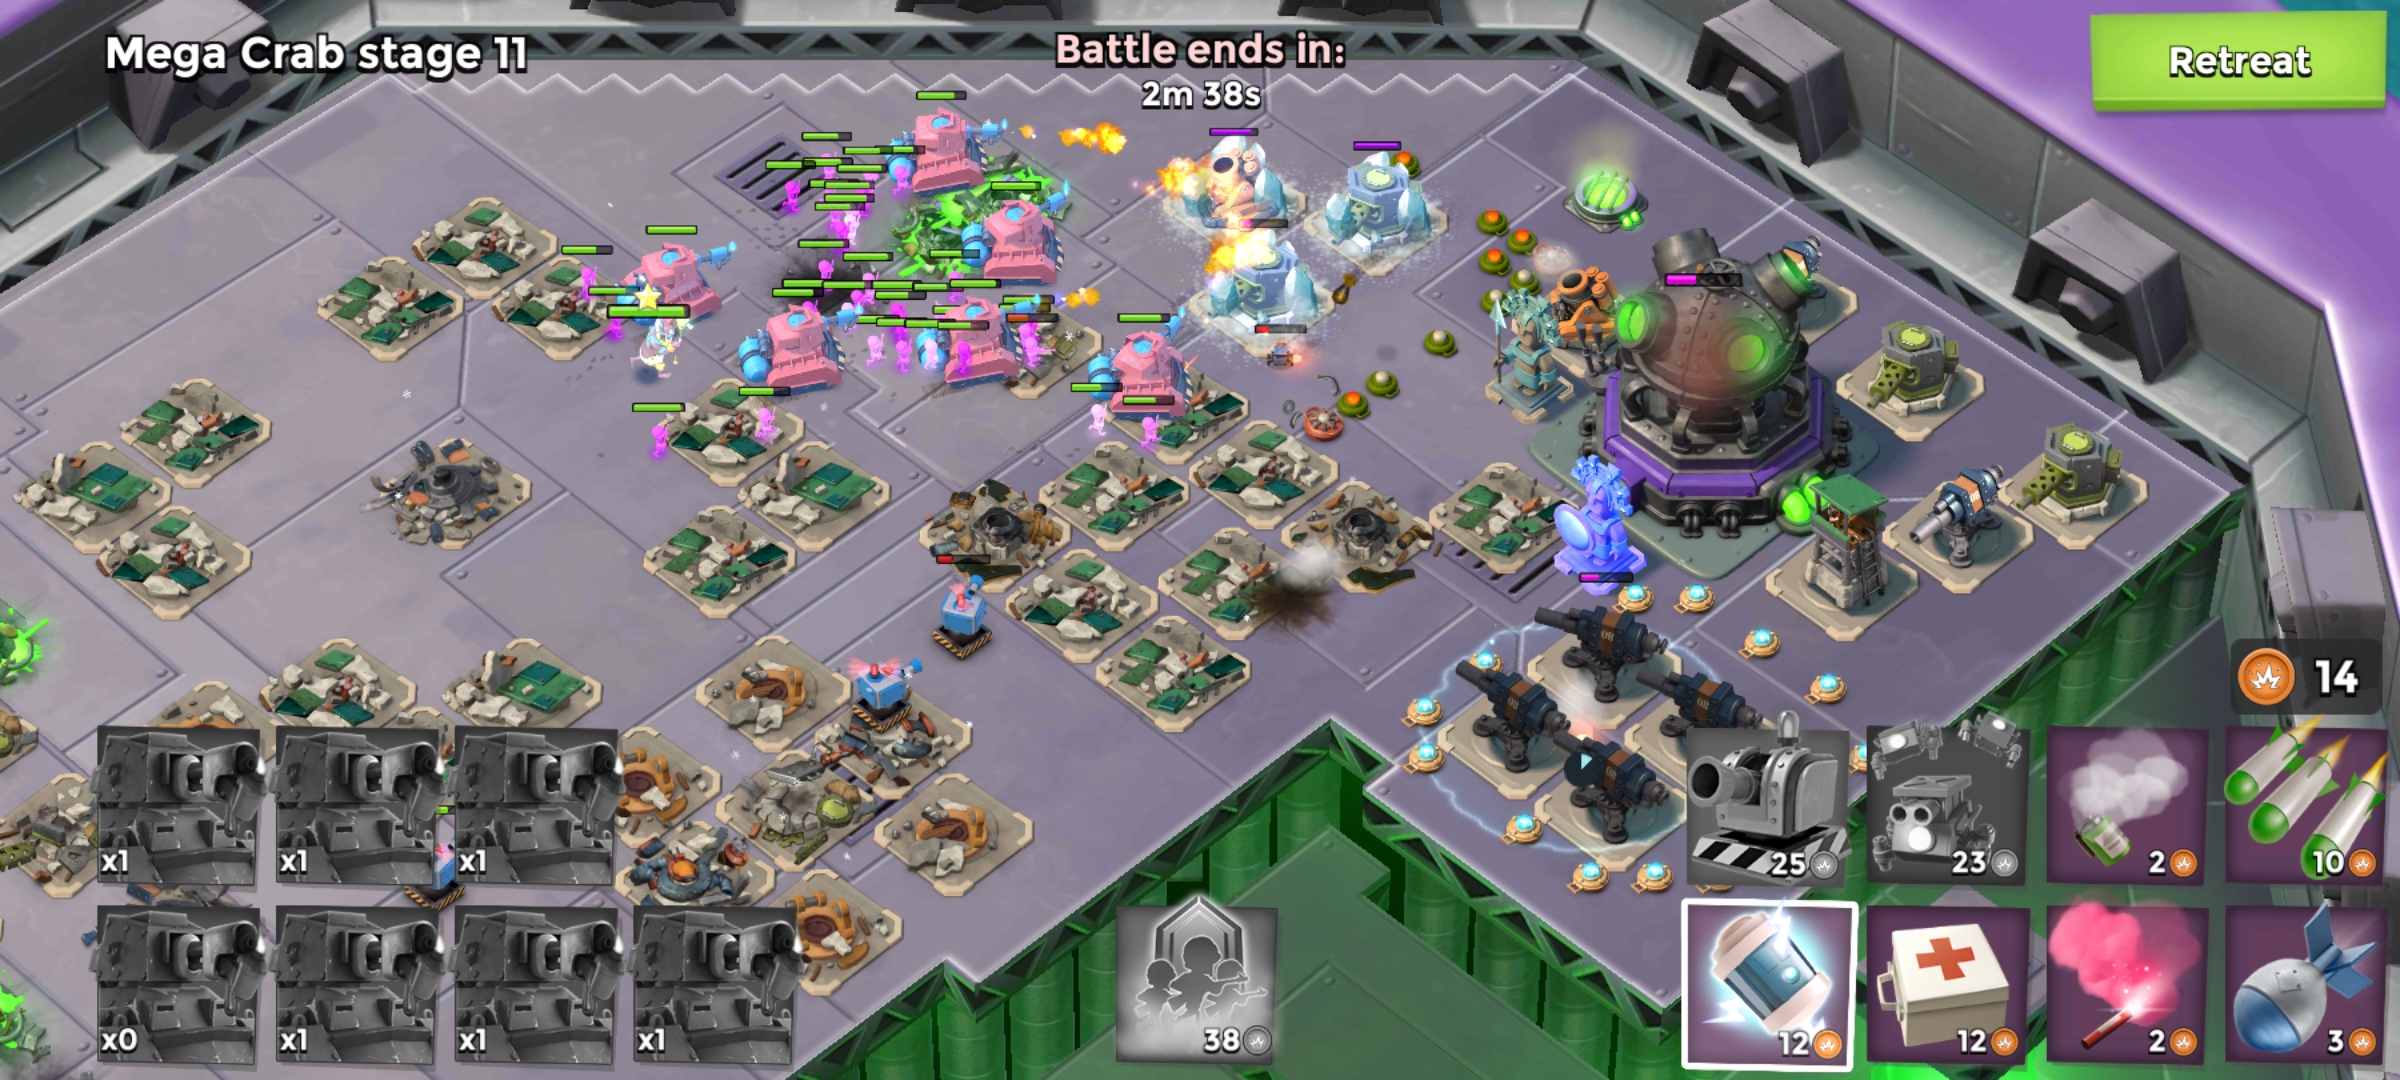 Mega Crab stage 11
Battle ends in:
2m 38s
Retreat
14
x1
x1
x1
25
23
2
10
x0
x1
x1
x1
38
12
12
2
3